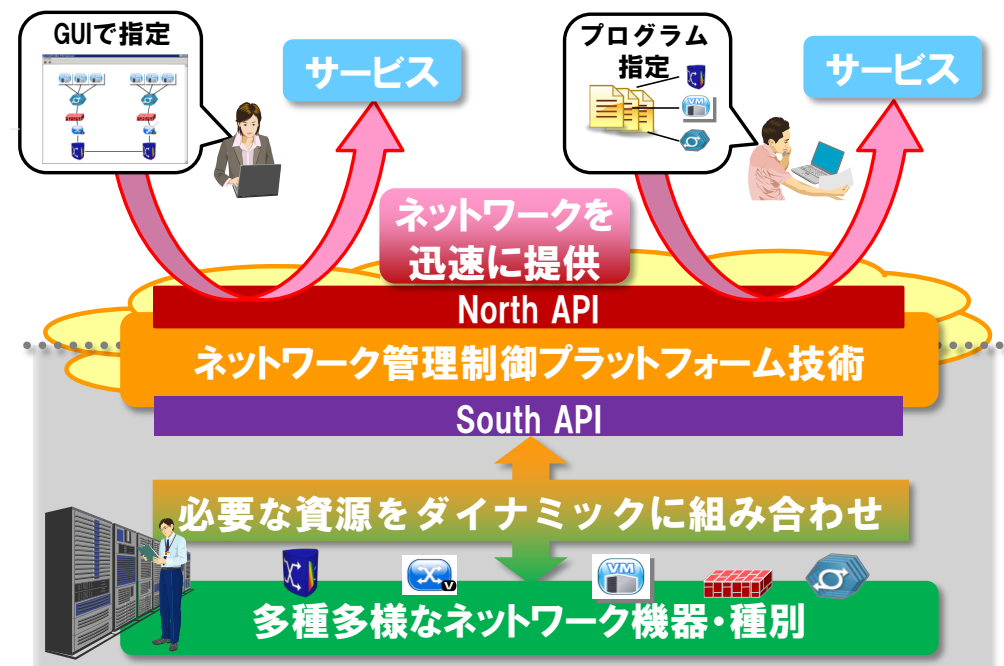 GUIで指定
サービス
プログラム
指定
VM
サービス
ネットワークを
迅速に提供
North API
ネットワーク管理制御プラットフォーム技術
South API
必要な資源をダイナミックに組み合わせ
V
VM
多種多様なネットワーク機器・種別